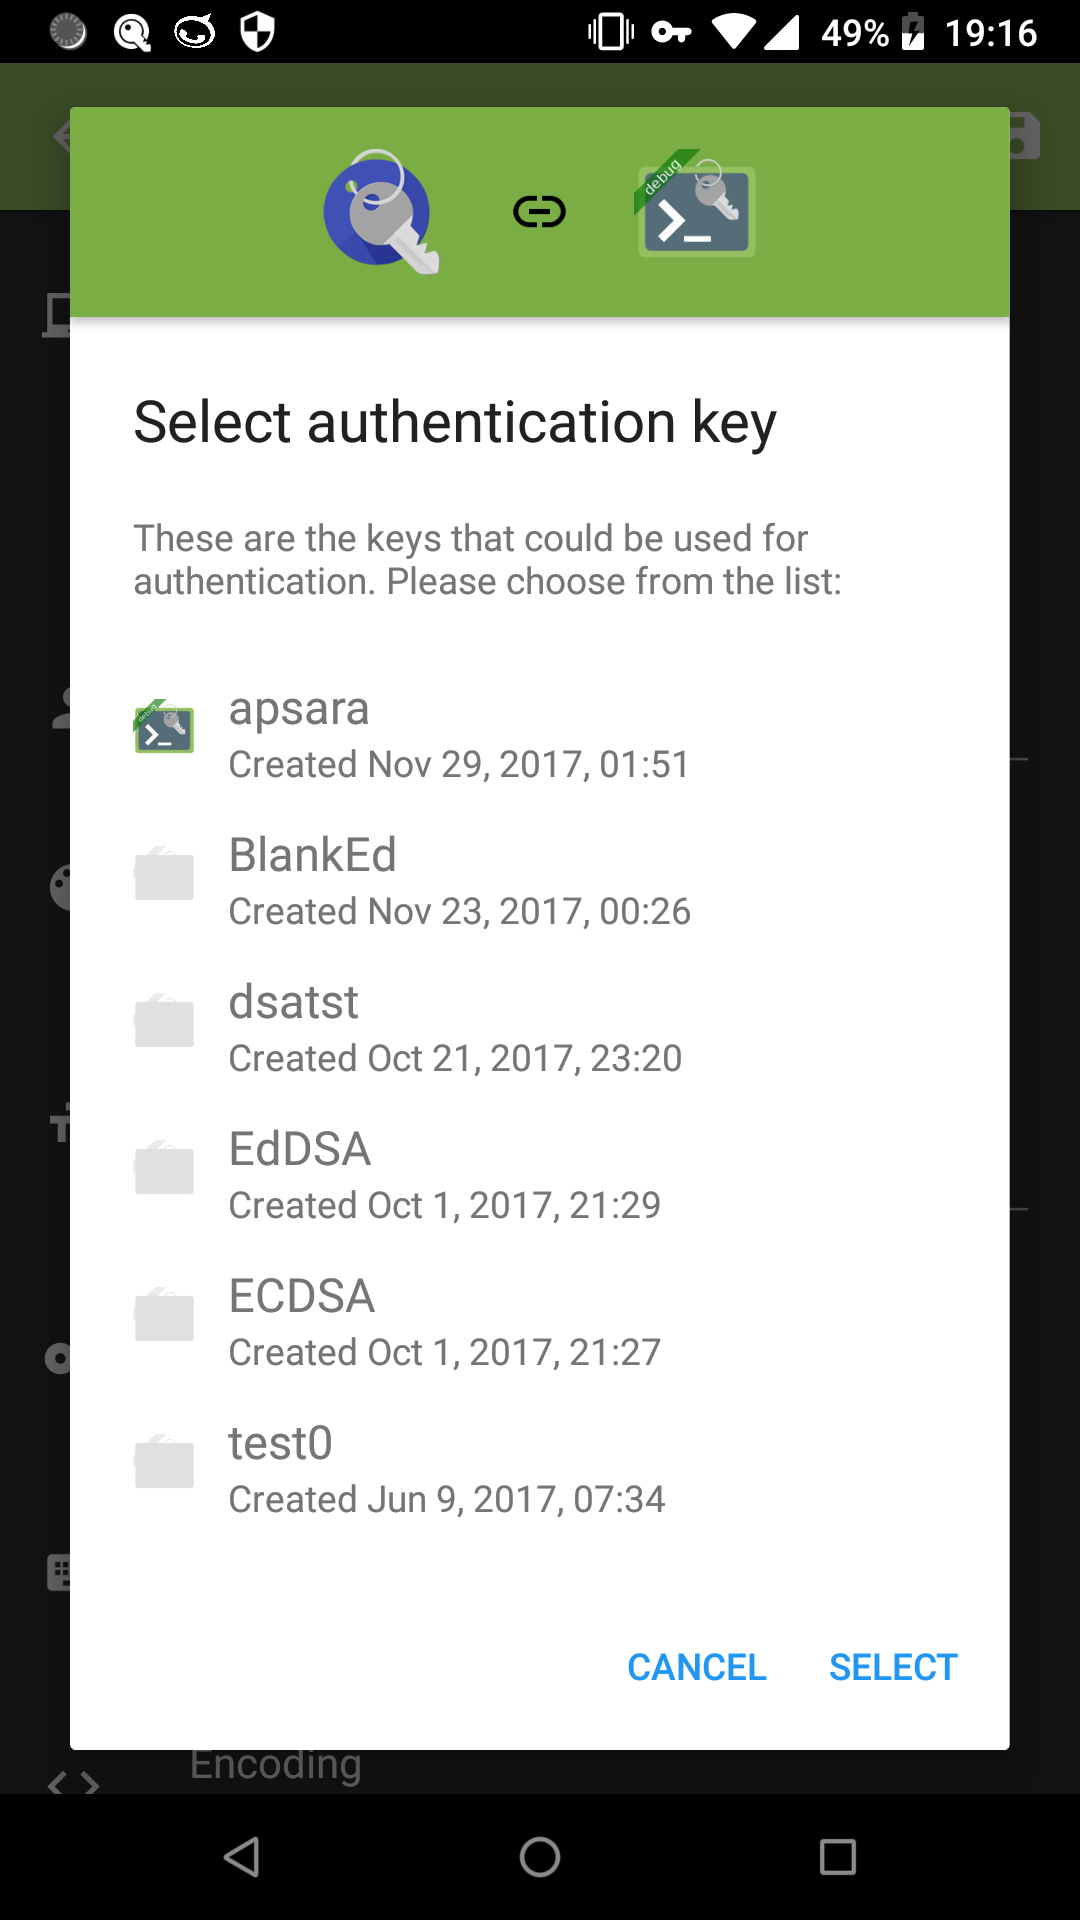 49% 19:16
debug
Select authentication key
These are the keys that could be used for
authentication. Please choose from the list:
debug
apsara
Created Nov 29, 2017, 01:51
BlankEd
Created Nov 23, 2017, 00:26
dsatst
Created Oct 21, 2017, 23:20
EdDSA
Created Oct 1, 2017, 21:29
ECDSA
Created Oct 1, 2017, 21:27
test0
Created Jun 9, 2017, 07:34
CANCEL SELECT
Encoding